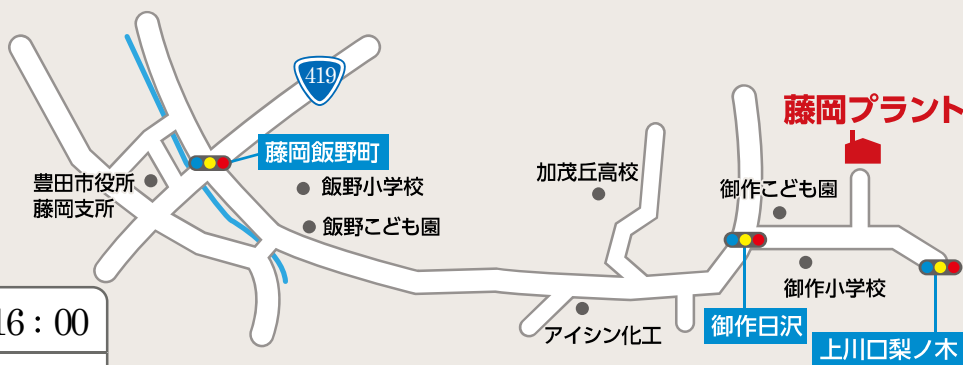 419
藤岡プラント
藤岡飯野町
加茂丘高校
豊田市役所
藤岡支所
飯野小学校
御作こども園
飯野こども園
御作小学校
16：00
アイシン化工
御作日沢
上川口梨ノ木